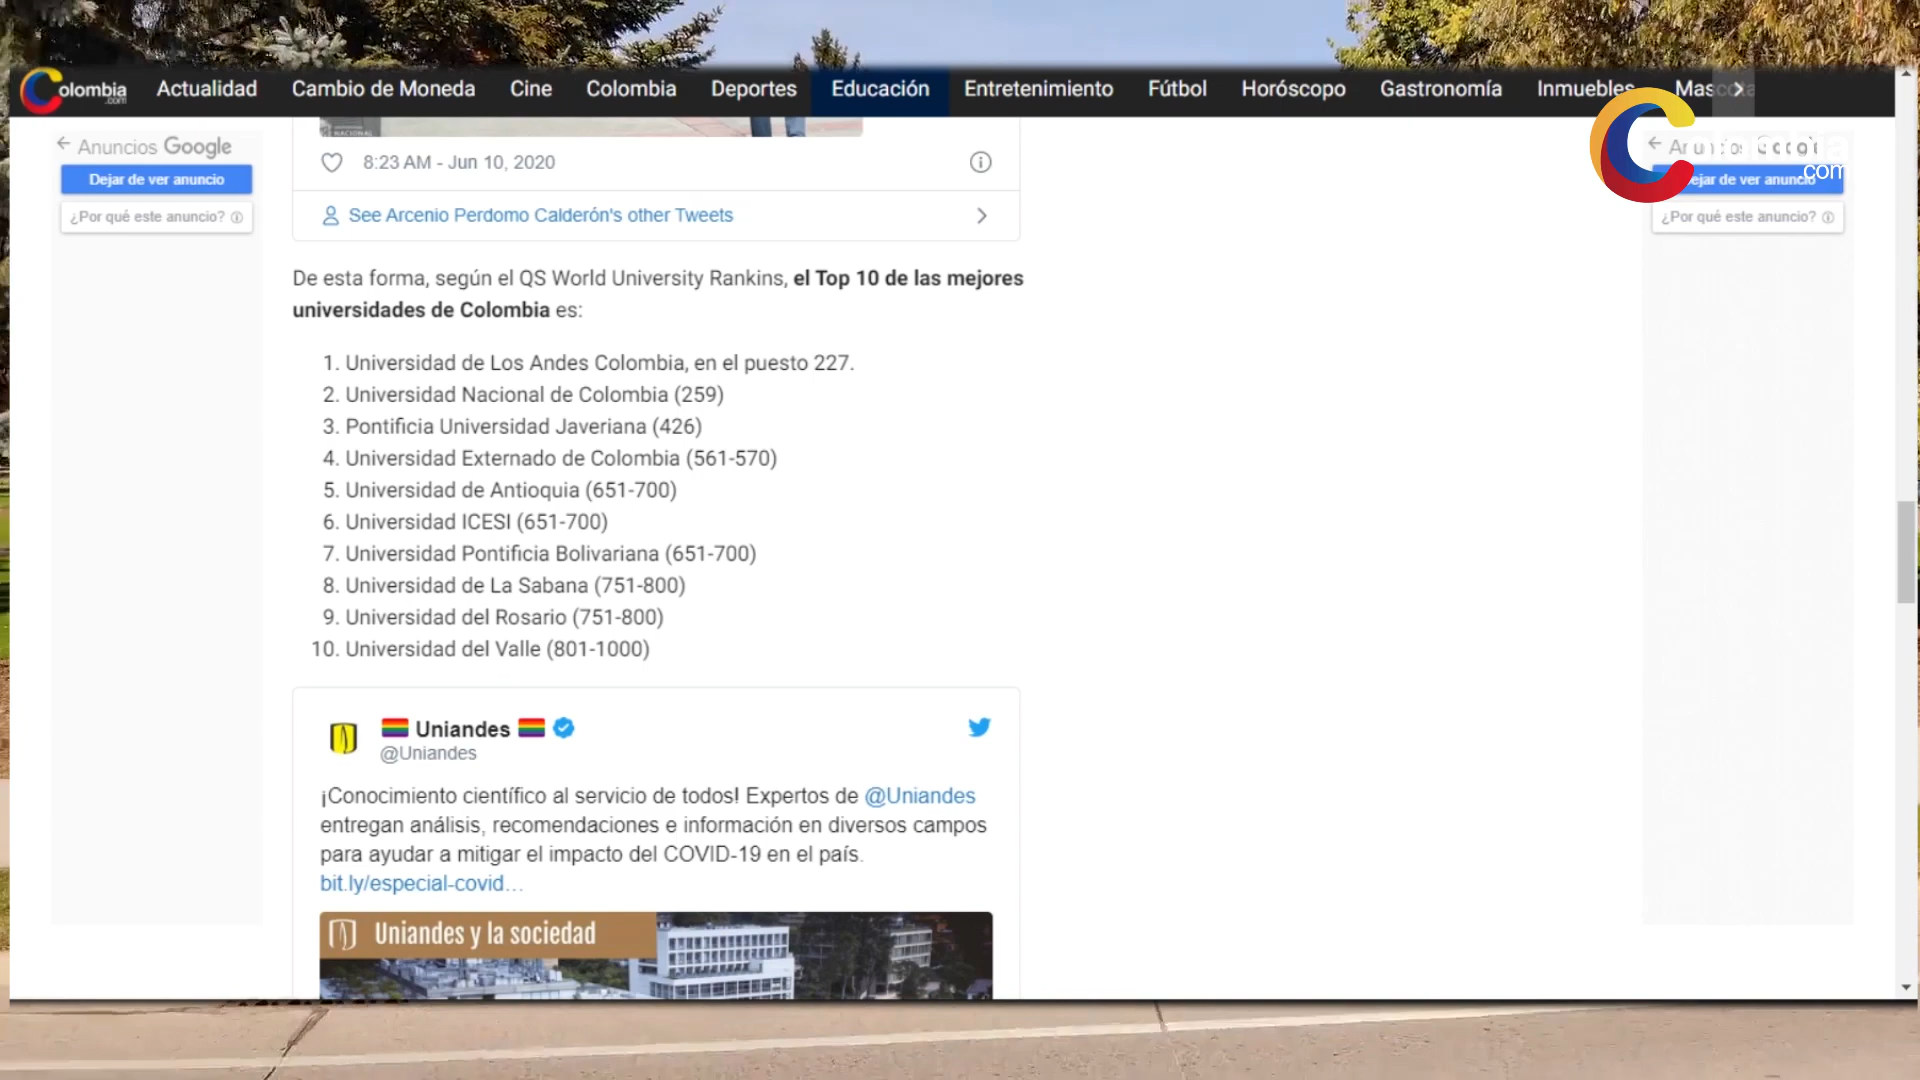 Colombia
.com
Actualidad
Cambio de Moneda
Cine
Colombia
Deportes
Educación
Entretenimiento
Fútbol
Horóscopo
Gastronomía
Inmuebles
Anuncios Google
Dejar de ver anuncio
¿Por qué este anuncio?
.com
¿Por qué este anuncio?
NACIONAL
8:23 AM - Jun 10, 2020
See Arcenio Perdomo Calderón's other Tweets
De esta forma, según el QS World University Rankins, el Top 10 de las mejores
universidades de Colombia es:
1. Universidad de Los Andes Colombia, en el puesto 227.
2. Universidad Nacional de Colombia (259)
3. Pontificia Universidad Javeriana (426)
4. Universidad Externado de Colombia (561-570)
5. Universidad de Antioquia (651-700)
6. Universidad ICESI (651-700)
7. Universidad Pontificia Bolivariana (651-700)
8. Universidad de La Sabana (751-800)
9. Universidad del Rosario (751-800)
10. Universidad del Valle (801-1000)
Uniandes
@Uniandes
¡Conocimiento científico al servicio de todos! Expertos de @Uniandes
entregan análisis, recomendaciones e información en diversos campos
para ayudar a mitigar el impacto del COVID-19 en el país.
bit.ly/especial-covid…
Uniandes y la sociedad